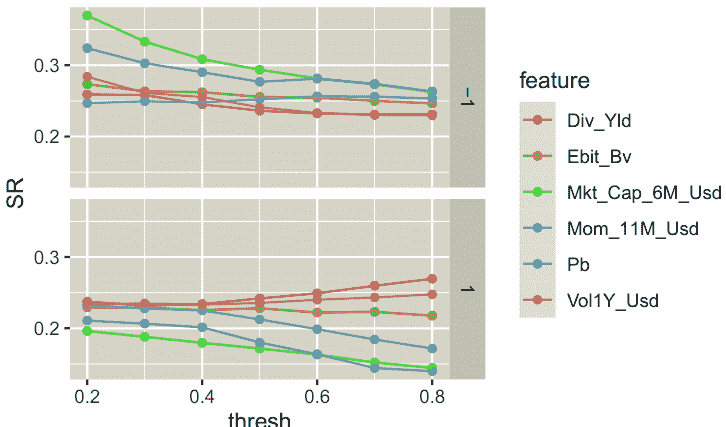 0.3
0.2
−1
SR
0.3
0.2
1
0.2 0.4 0.6 0.8
thresh
feature
Div_Yld
Ebit_Bv
Mkt_Cap_6M_Usd
Mom_11M_Usd
Pb
Vol1Y_Usd